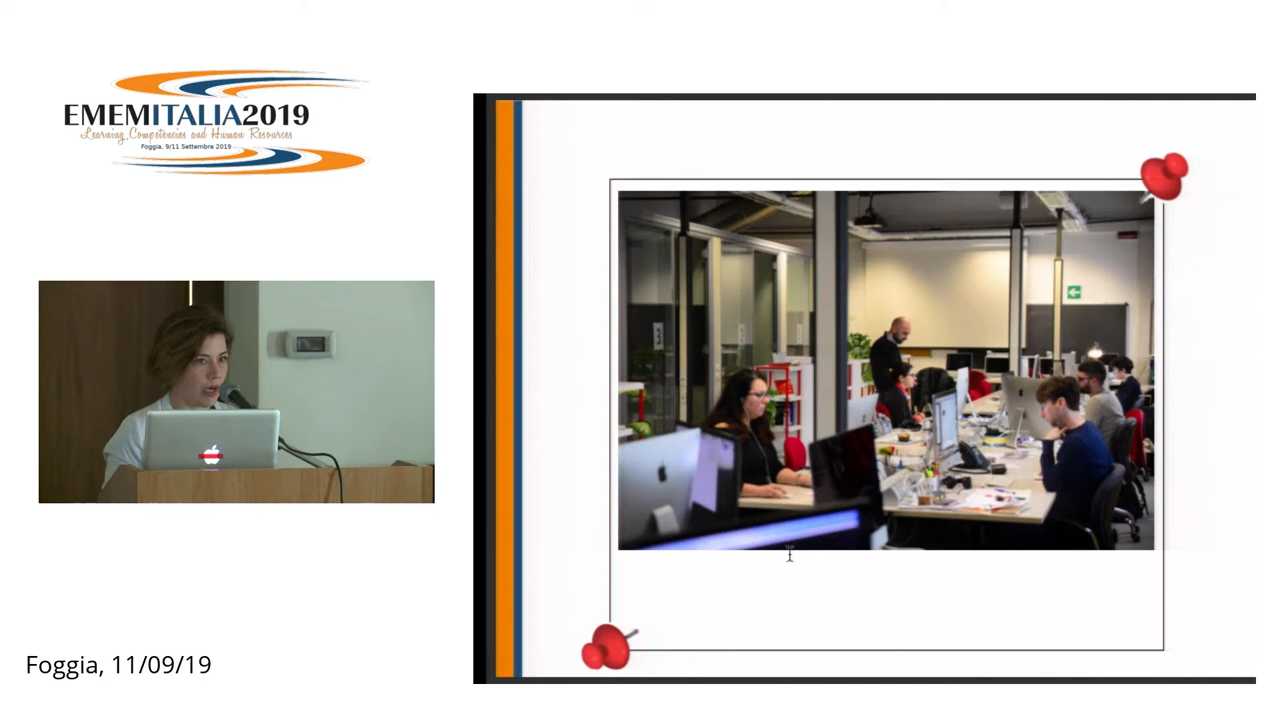 EMEMITALIA2019
Learning, Competencies and Human Resources
Foggia, 9/11 Settembre 2019
Foggia, 11/09/19